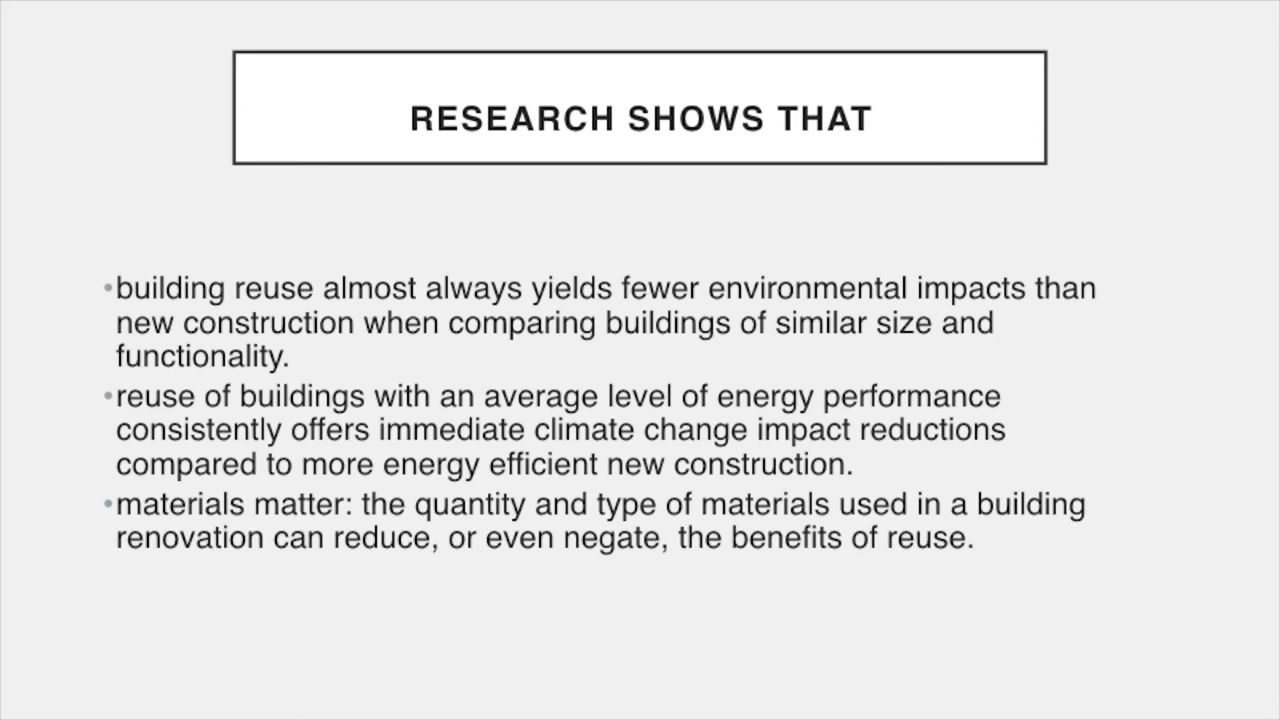 RESEARCH SHOWS THAT
•building reuse almost always yields fewer environmental impacts than
new construction when comparing buildings of similar size and
functionality.
•reuse of buildings with an average level of energy performance
consistently offers immediate climate change impact reductions
compared to more energy efficient new construction.
•materials matter: the quantity and type of materials used in a building
renovation can reduce, or even negate, the benefits of reuse.